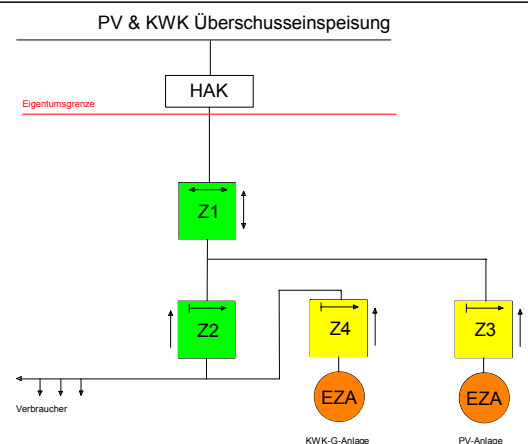 PV & KWK Überschusseinspeisung
HAK
Eigentumsgrenze
Z1
Z2
Z4
Z3
EZA
EZA
Verbraucher
KWK-G-Anlage
PV-Anlage